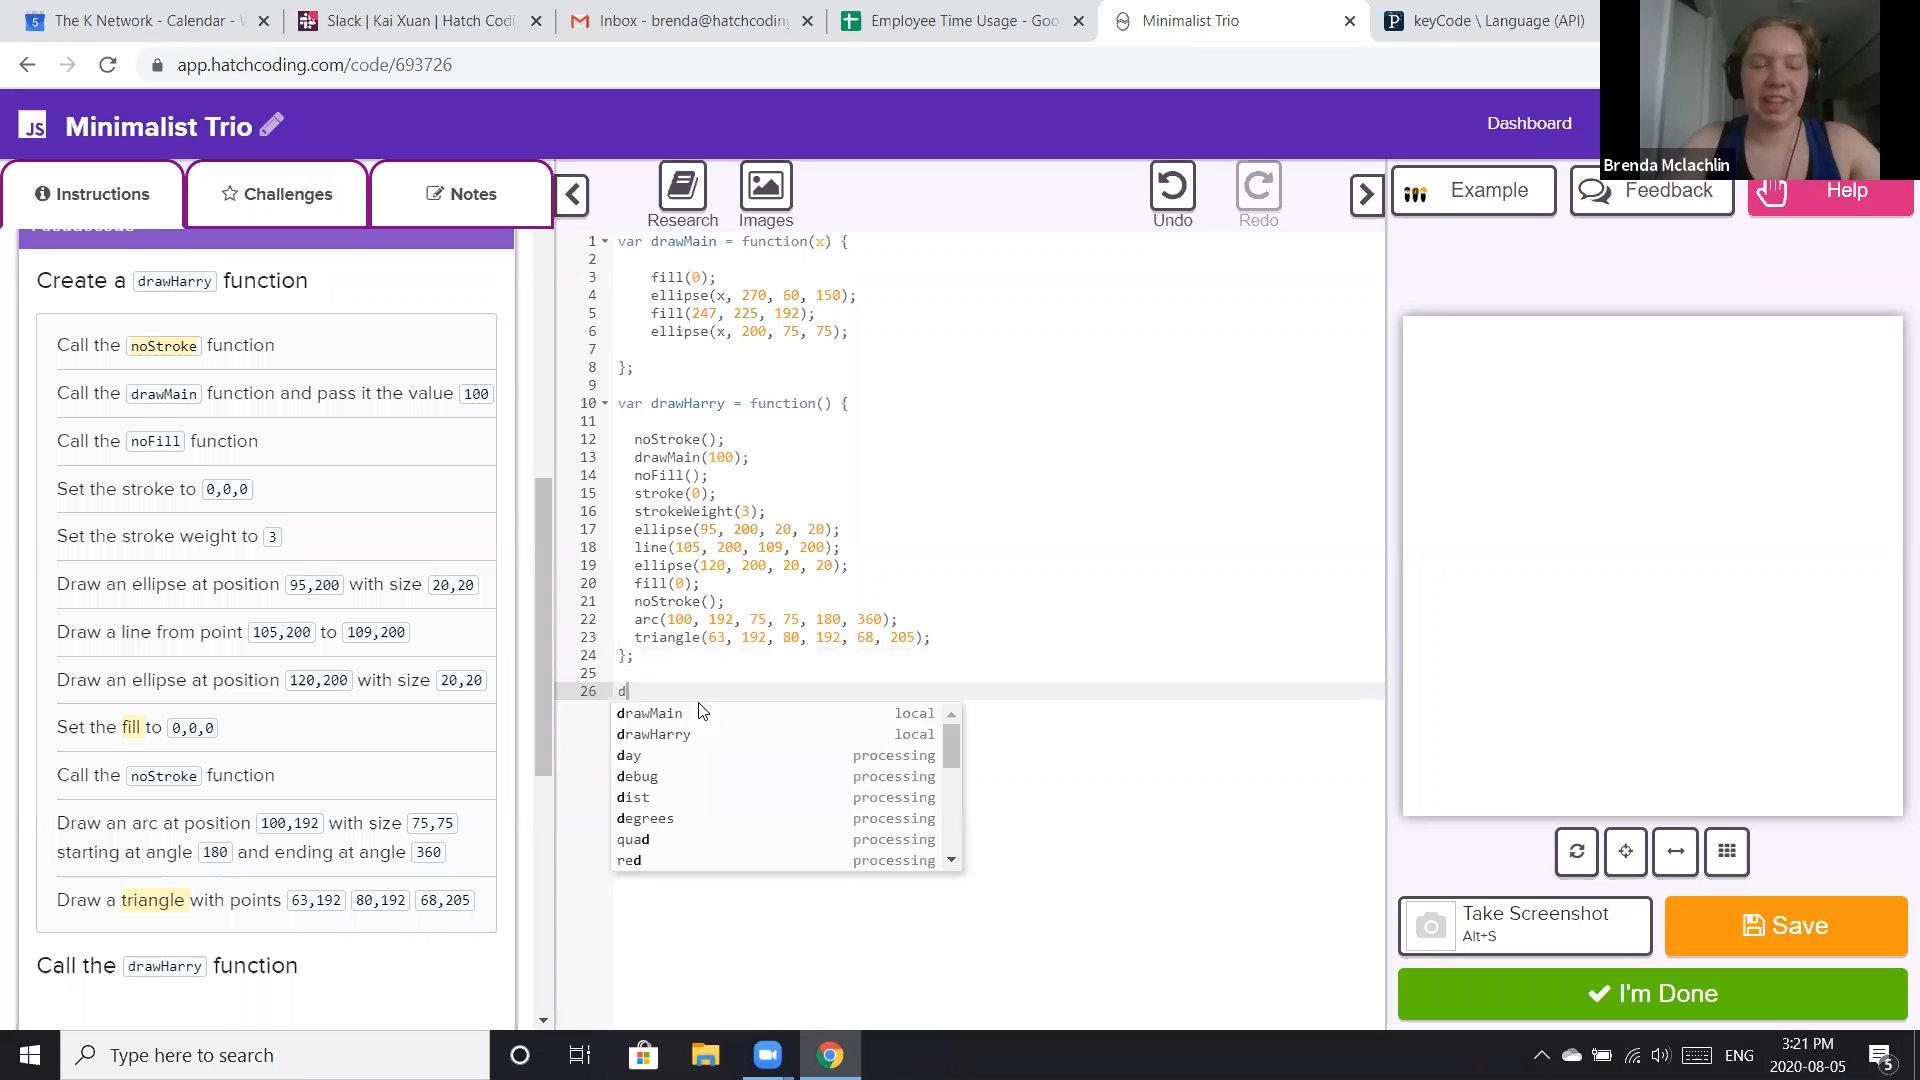 The K Network - Calendar - W
Slack | Kai Xuan | Hatch Codi
Inbox - brenda@hatchcoding
Employee Time Usage - Goo
Minimalist Trio
keyCode \ Language (API)
app.hatchcoding.com/code/693726
JS Minimalist Trio
Dashboard
Brenda Mclachlin
Instructions
Challenges
Notes
Research
Images
Undo
Redo
Example
Feedback
Help
Create a drawHarry function
Call the noStroke function
Call the drawMain function and pass it the value 100
Call the noFill function
Set the stroke to 0,0,0
Set the stroke weight to 3
Draw an ellipse at position 95,200 with size 20,20
Draw a line from point 105,200 to 109,200
Draw an ellipse at position 120,200 with size 20,20
Set the fill to 0,0,0
Call the noStroke function
Draw an arc at position 100,192 with size 75,75
starting at angle 180 and ending at angle 360
Draw a triangle with points 63,192 80,192 68,205
Call the drawHarry function
1 var drawMain = function(x) {
2
3 fill(0);
4 ellipse(x, 270, 60, 150);
5 fill(247, 225, 192);
6 ellipse(x, 200, 75, 75);
7
8 };
9
10 var drawHarry = function() {
11
12 noStroke();
13 drawMain(100);
14 noFill();
15 stroke(0);
16 strokeWeight(3);
17 ellipse(95, 200, 20, 20);
18 line(105, 200, 109, 200);
19 ellipse(120, 200, 20, 20);
20 fill(0);
21 noStroke();
22 arc(100, 192, 75, 75, 180, 360);
23 triangle(63, 192, 80, 192, 68, 205);
24 };
25
26 d
drawMain local
drawHarry local
day processing
debug processing
dist processing
degrees processing
quad processing
red processing
Take Screenshot
Alt+S
Save
I'm Done
Type here to search
ENG
3:21 PM
2020-08-05
5